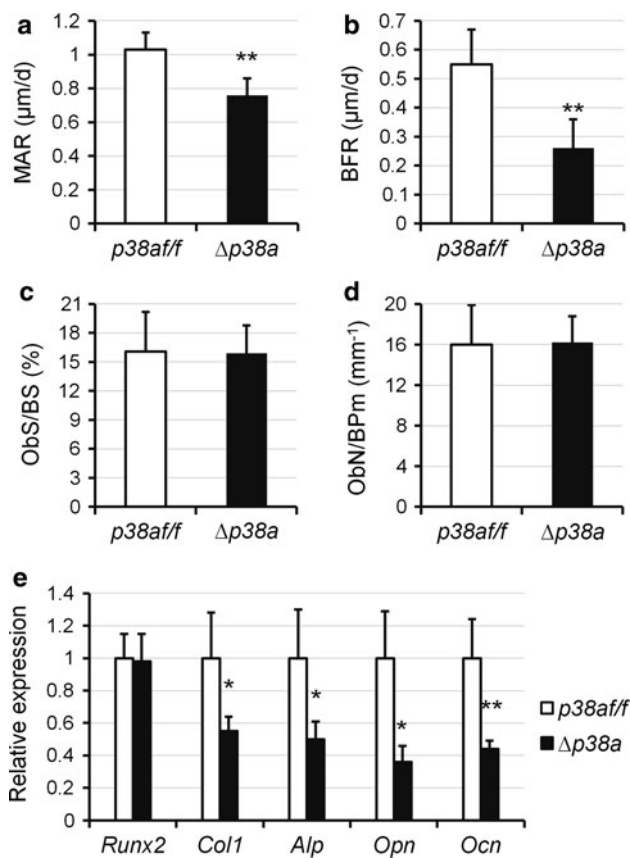 a
MAR (µm/d)
1.2
1
0.8
0.6
0.4
0.2
0
**
p38af/f
Δp38a
b
BFR (µm/d)
0.7
0.6
0.5
0.4
0.3
0.2
0.1
0
**
p38af/f
Δp38a
c
ObS/BS (%)
24
21
18
15
12
9
6
3
0
p38af/f
Δp38a
d
ObN/BPm (mm⁻¹)
20
16
12
8
4
0
p38af/f
Δp38a
e
Relative expression
1.4
1.2
1
0.8
0.6
0.4
0.2
0
*
*
*
**
Runx2
Col1
Alp
Opn
Ocn
p38af/f
Δp38a